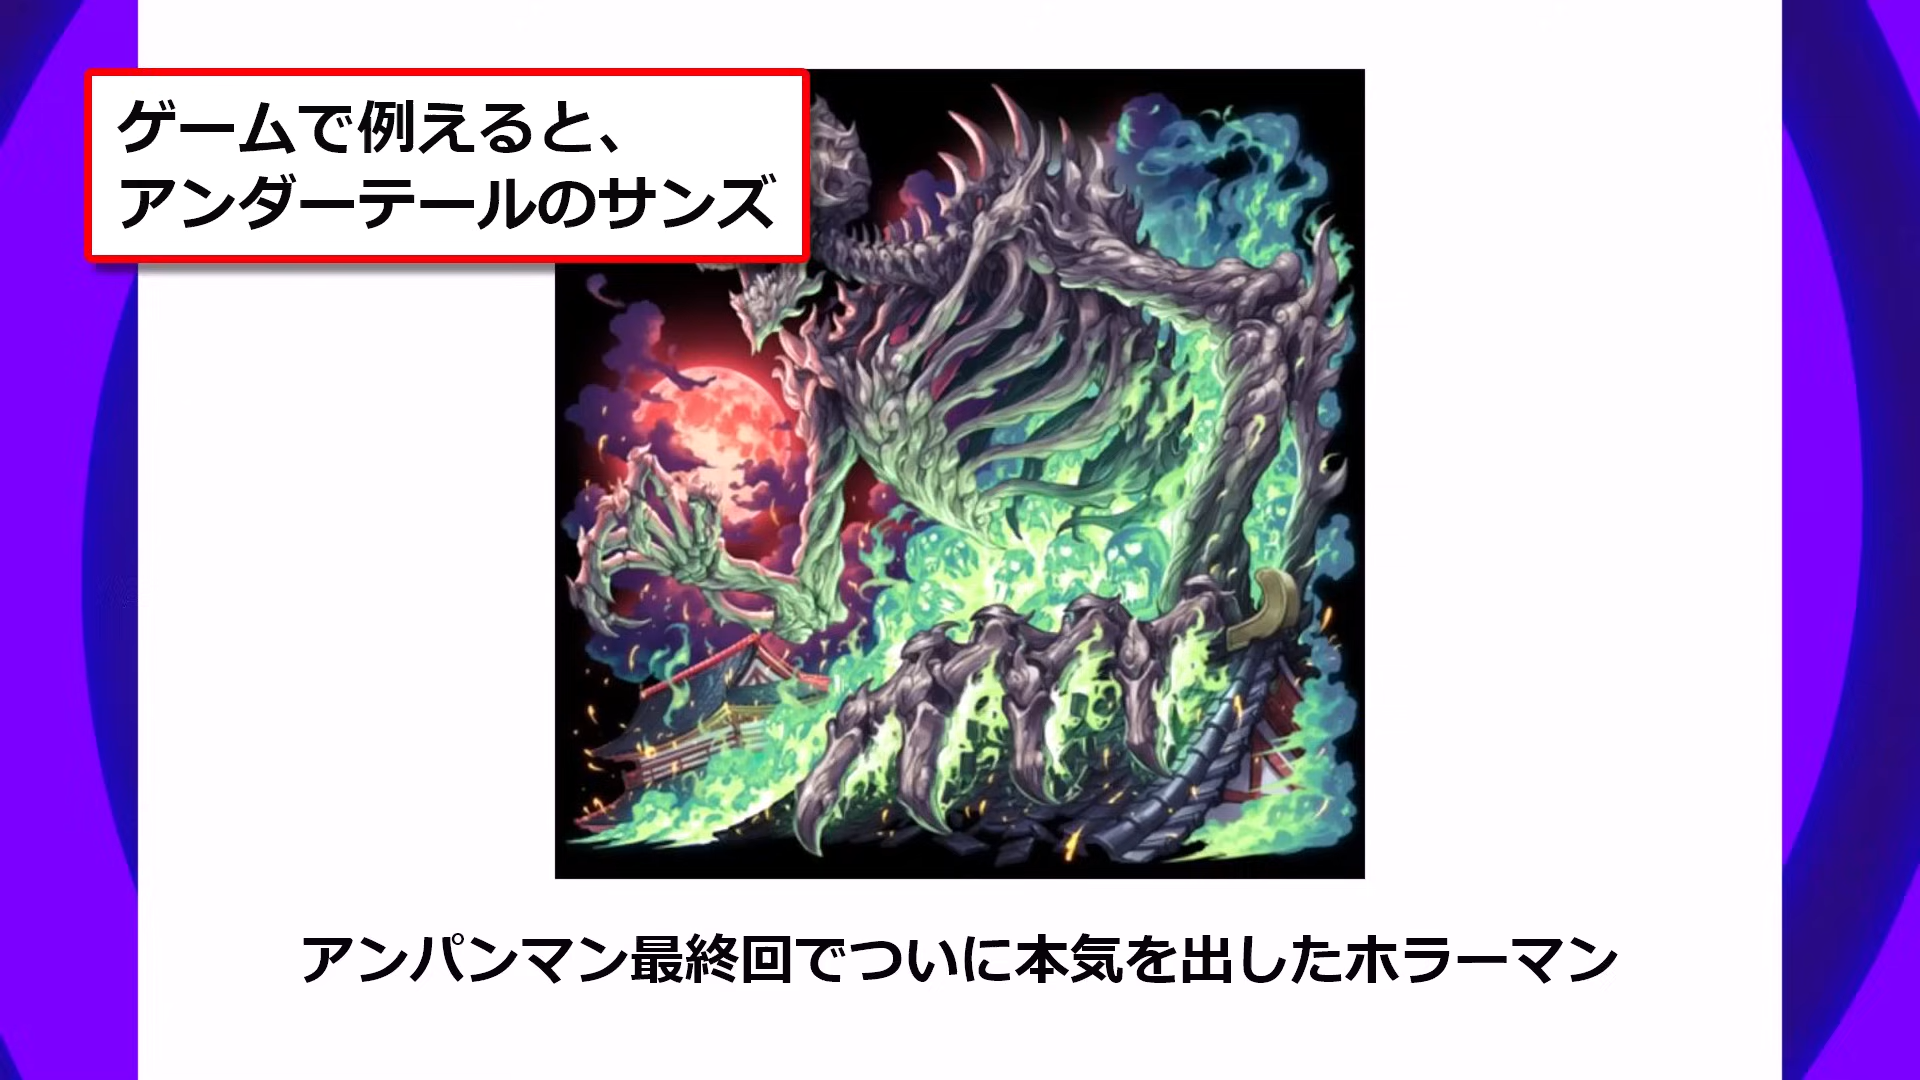 ゲームで例えると、
アンダーテールのサンズ
アンパンマン最終回でついに本気を出したホラーマン